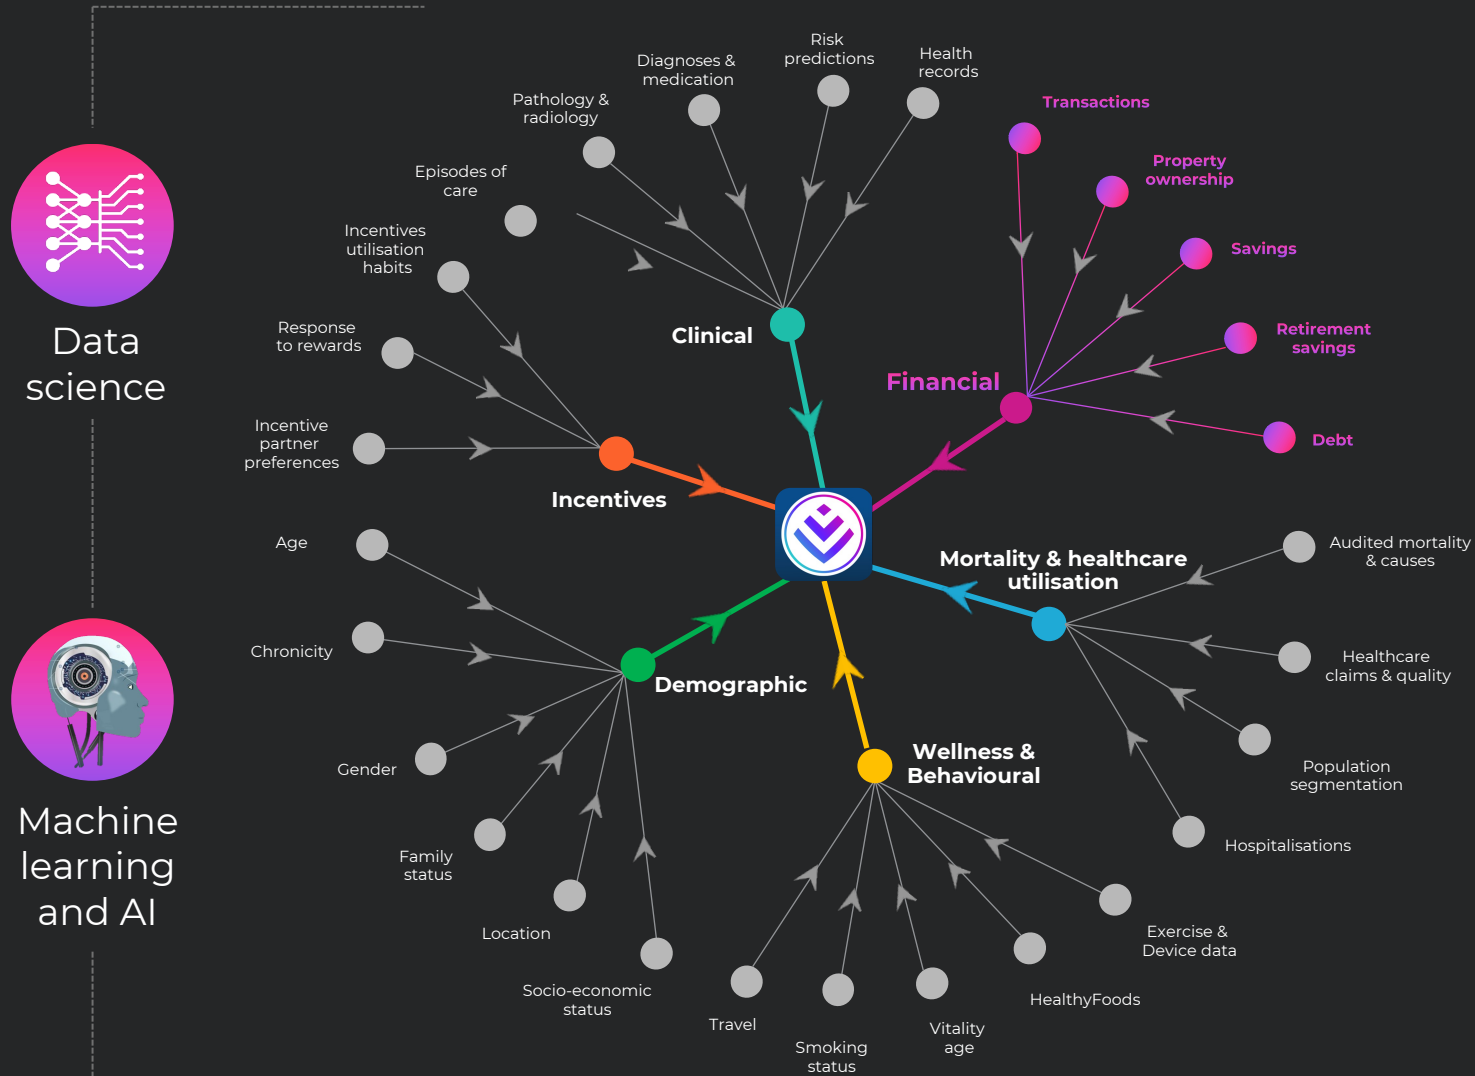 Data
science
Machine
learning
and AI
Risk
predictions
Health
records
Diagnoses &
medication
Pathology &
radiology
Episodes of
care
Clinical
Transactions
Property
ownership
Savings
Retirement
savings
Debt
Financial
Incentives
utilisation
habits
Response
to rewards
Incentive
partner
preferences
Incentives
Mortality & healthcare
utilisation
Audited mortality
& causes
Healthcare
claims & quality
Population
segmentation
Hospitalisations
Age
Chronicity
Gender
Family
status
Location
Socio-economic
status
Demographic
Wellness &
Behavioural
Travel
Smoking
status
Vitality
age
HealthyFoods
Exercise &
Device data